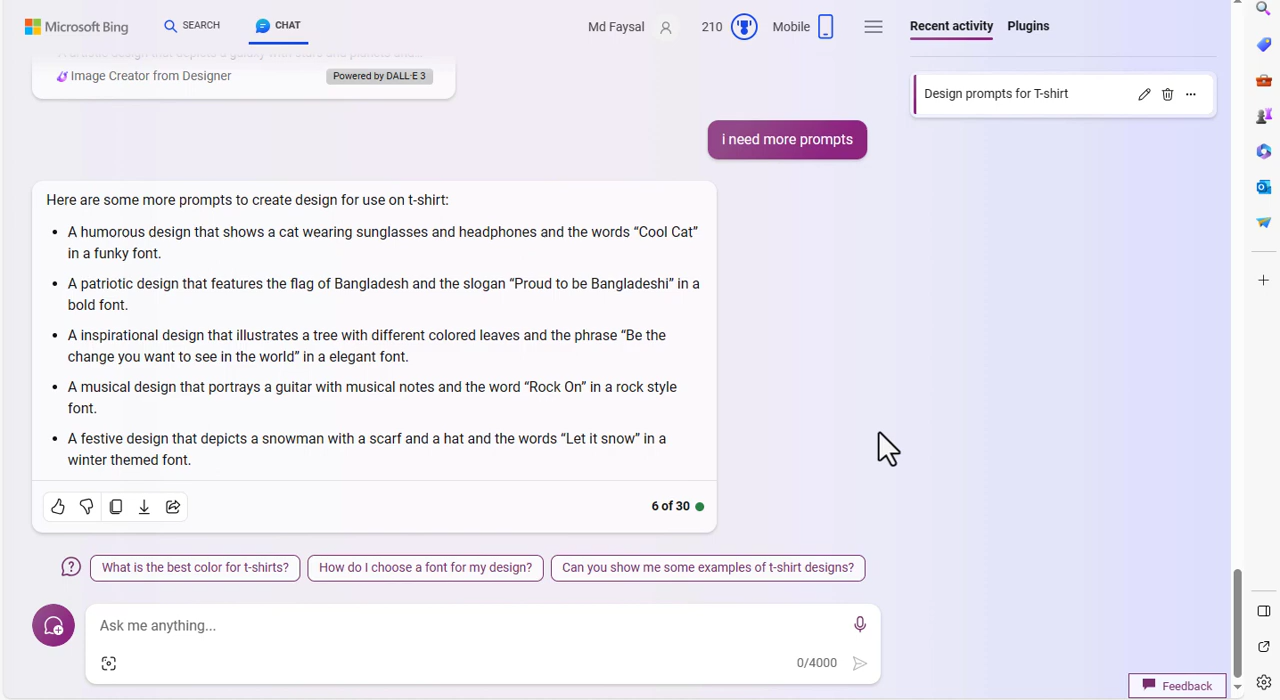 Microsoft Bing
SEARCH
CHAT
Md Faysal
210
Mobile
Recent activity
Plugins
Image Creator from Designer
Powered by DALL·E 3
Design prompts for T-shirt
i need more prompts
Here are some more prompts to create design for use on t-shirt:
• A humorous design that shows a cat wearing sunglasses and headphones and the words “Cool Cat”
in a funky font.
• A patriotic design that features the flag of Bangladesh and the slogan “Proud to be Bangladeshi” in a
bold font.
• A inspirational design that illustrates a tree with different colored leaves and the phrase “Be the
change you want to see in the world” in a elegant font.
• A musical design that portrays a guitar with musical notes and the word “Rock On” in a rock style
font.
• A festive design that depicts a snowman with a scarf and a hat and the words “Let it snow” in a
winter themed font.
6 of 30
What is the best color for t-shirts?
How do I choose a font for my design?
Can you show me some examples of t-shirt designs?
Ask me anything...
0/4000
Feedback